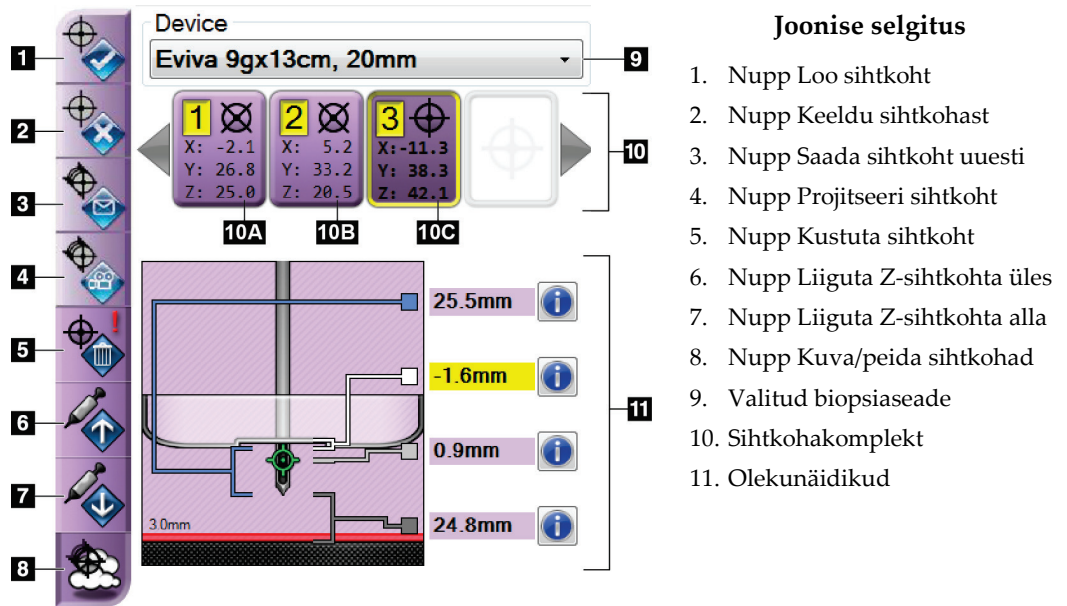 Device
Eviva 9gx13cm, 20mm
1
2
3
4
5
6
7
8
9
10
11
1
X: -2.1
Y: 26.8
Z: 25.0
2
X: 5.2
Y: 33.2
Z: 20.5
3
X:-11.3
Y: 38.3
Z: 42.1
10A
10B
10C
25.5mm
-1.6mm
0.9mm
24.8mm
3.0mm
Joonise selgitus
1. Nupp Loo sihtkoht
2. Nupp Keeldu sihtkohast
3. Nupp Saada sihtkoht uuesti
4. Nupp Projitseeri sihtkoht
5. Nupp Kustuta sihtkoht
6. Nupp Liiguta Z-sihtkohta üles
7. Nupp Liiguta Z-sihtkohta alla
8. Nupp Kuva/peida sihtkohad
9. Valitud biopsiaseade
10. Sihtkohakomplekt
11. Olekunäidikud